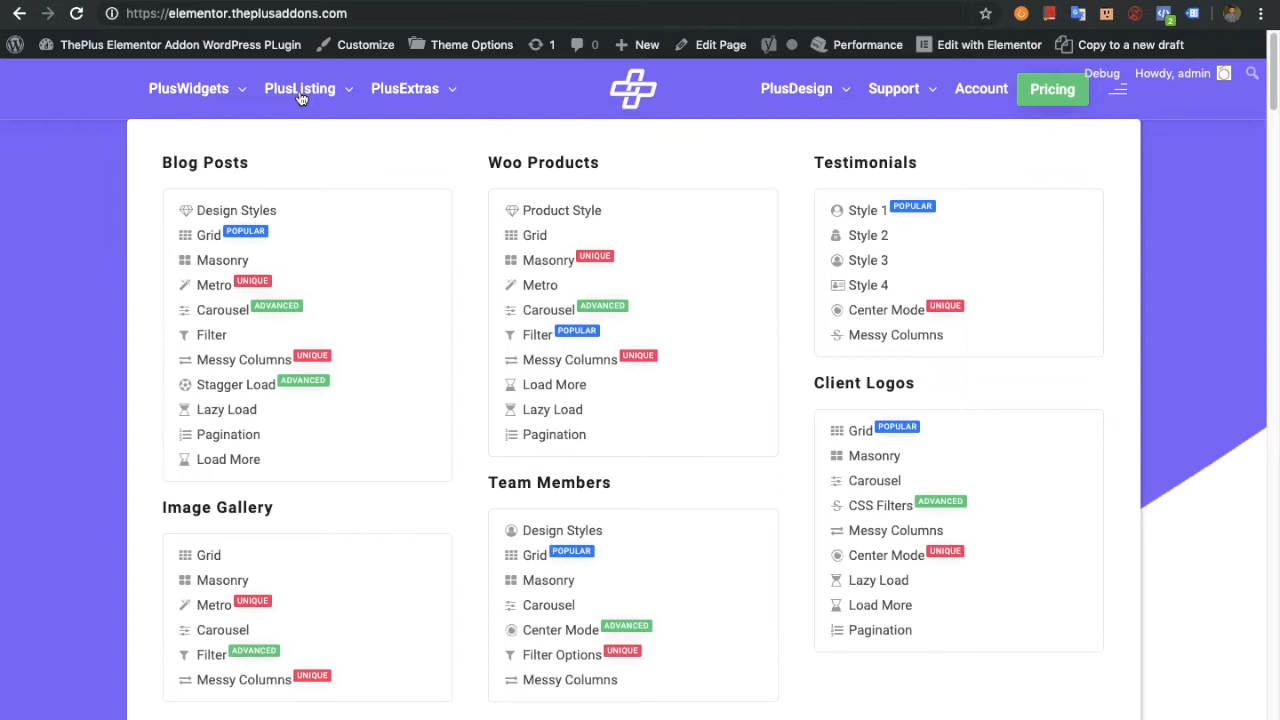 https://elementor.theplusaddons.com
2
ThePlus Elementor Addon WordPress PLugin
Customize
Theme Options
1
0
New
Edit Page
Performance
Edit with Elementor
Copy to a new draft
Debug
Howdy, admin
PlusWidgets
PlusListing
PlusExtras
PlusDesign
Support
Account
Pricing
Blog Posts
Design Styles
Grid POPULAR
Masonry
Metro UNIQUE
Carousel ADVANCED
Filter
Messy Columns UNIQUE
Stagger Load ADVANCED
Lazy Load
Pagination
Load More
Image Gallery
Grid
Masonry
Metro UNIQUE
Carousel
Filter ADVANCED
Messy Columns UNIQUE
Woo Products
Product Style
Grid
Masonry UNIQUE
Metro
Carousel ADVANCED
Filter POPULAR
Messy Columns UNIQUE
Load More
Lazy Load
Pagination
Team Members
Design Styles
Grid POPULAR
Masonry
Carousel
Center Mode ADVANCED
Filter Options UNIQUE
Messy Columns
Testimonials
Style 1 POPULAR
Style 2
Style 3
Style 4
Center Mode UNIQUE
Messy Columns
Client Logos
Grid POPULAR
Masonry
Carousel
CSS Filters ADVANCED
Messy Columns
Center Mode UNIQUE
Lazy Load
Load More
Pagination